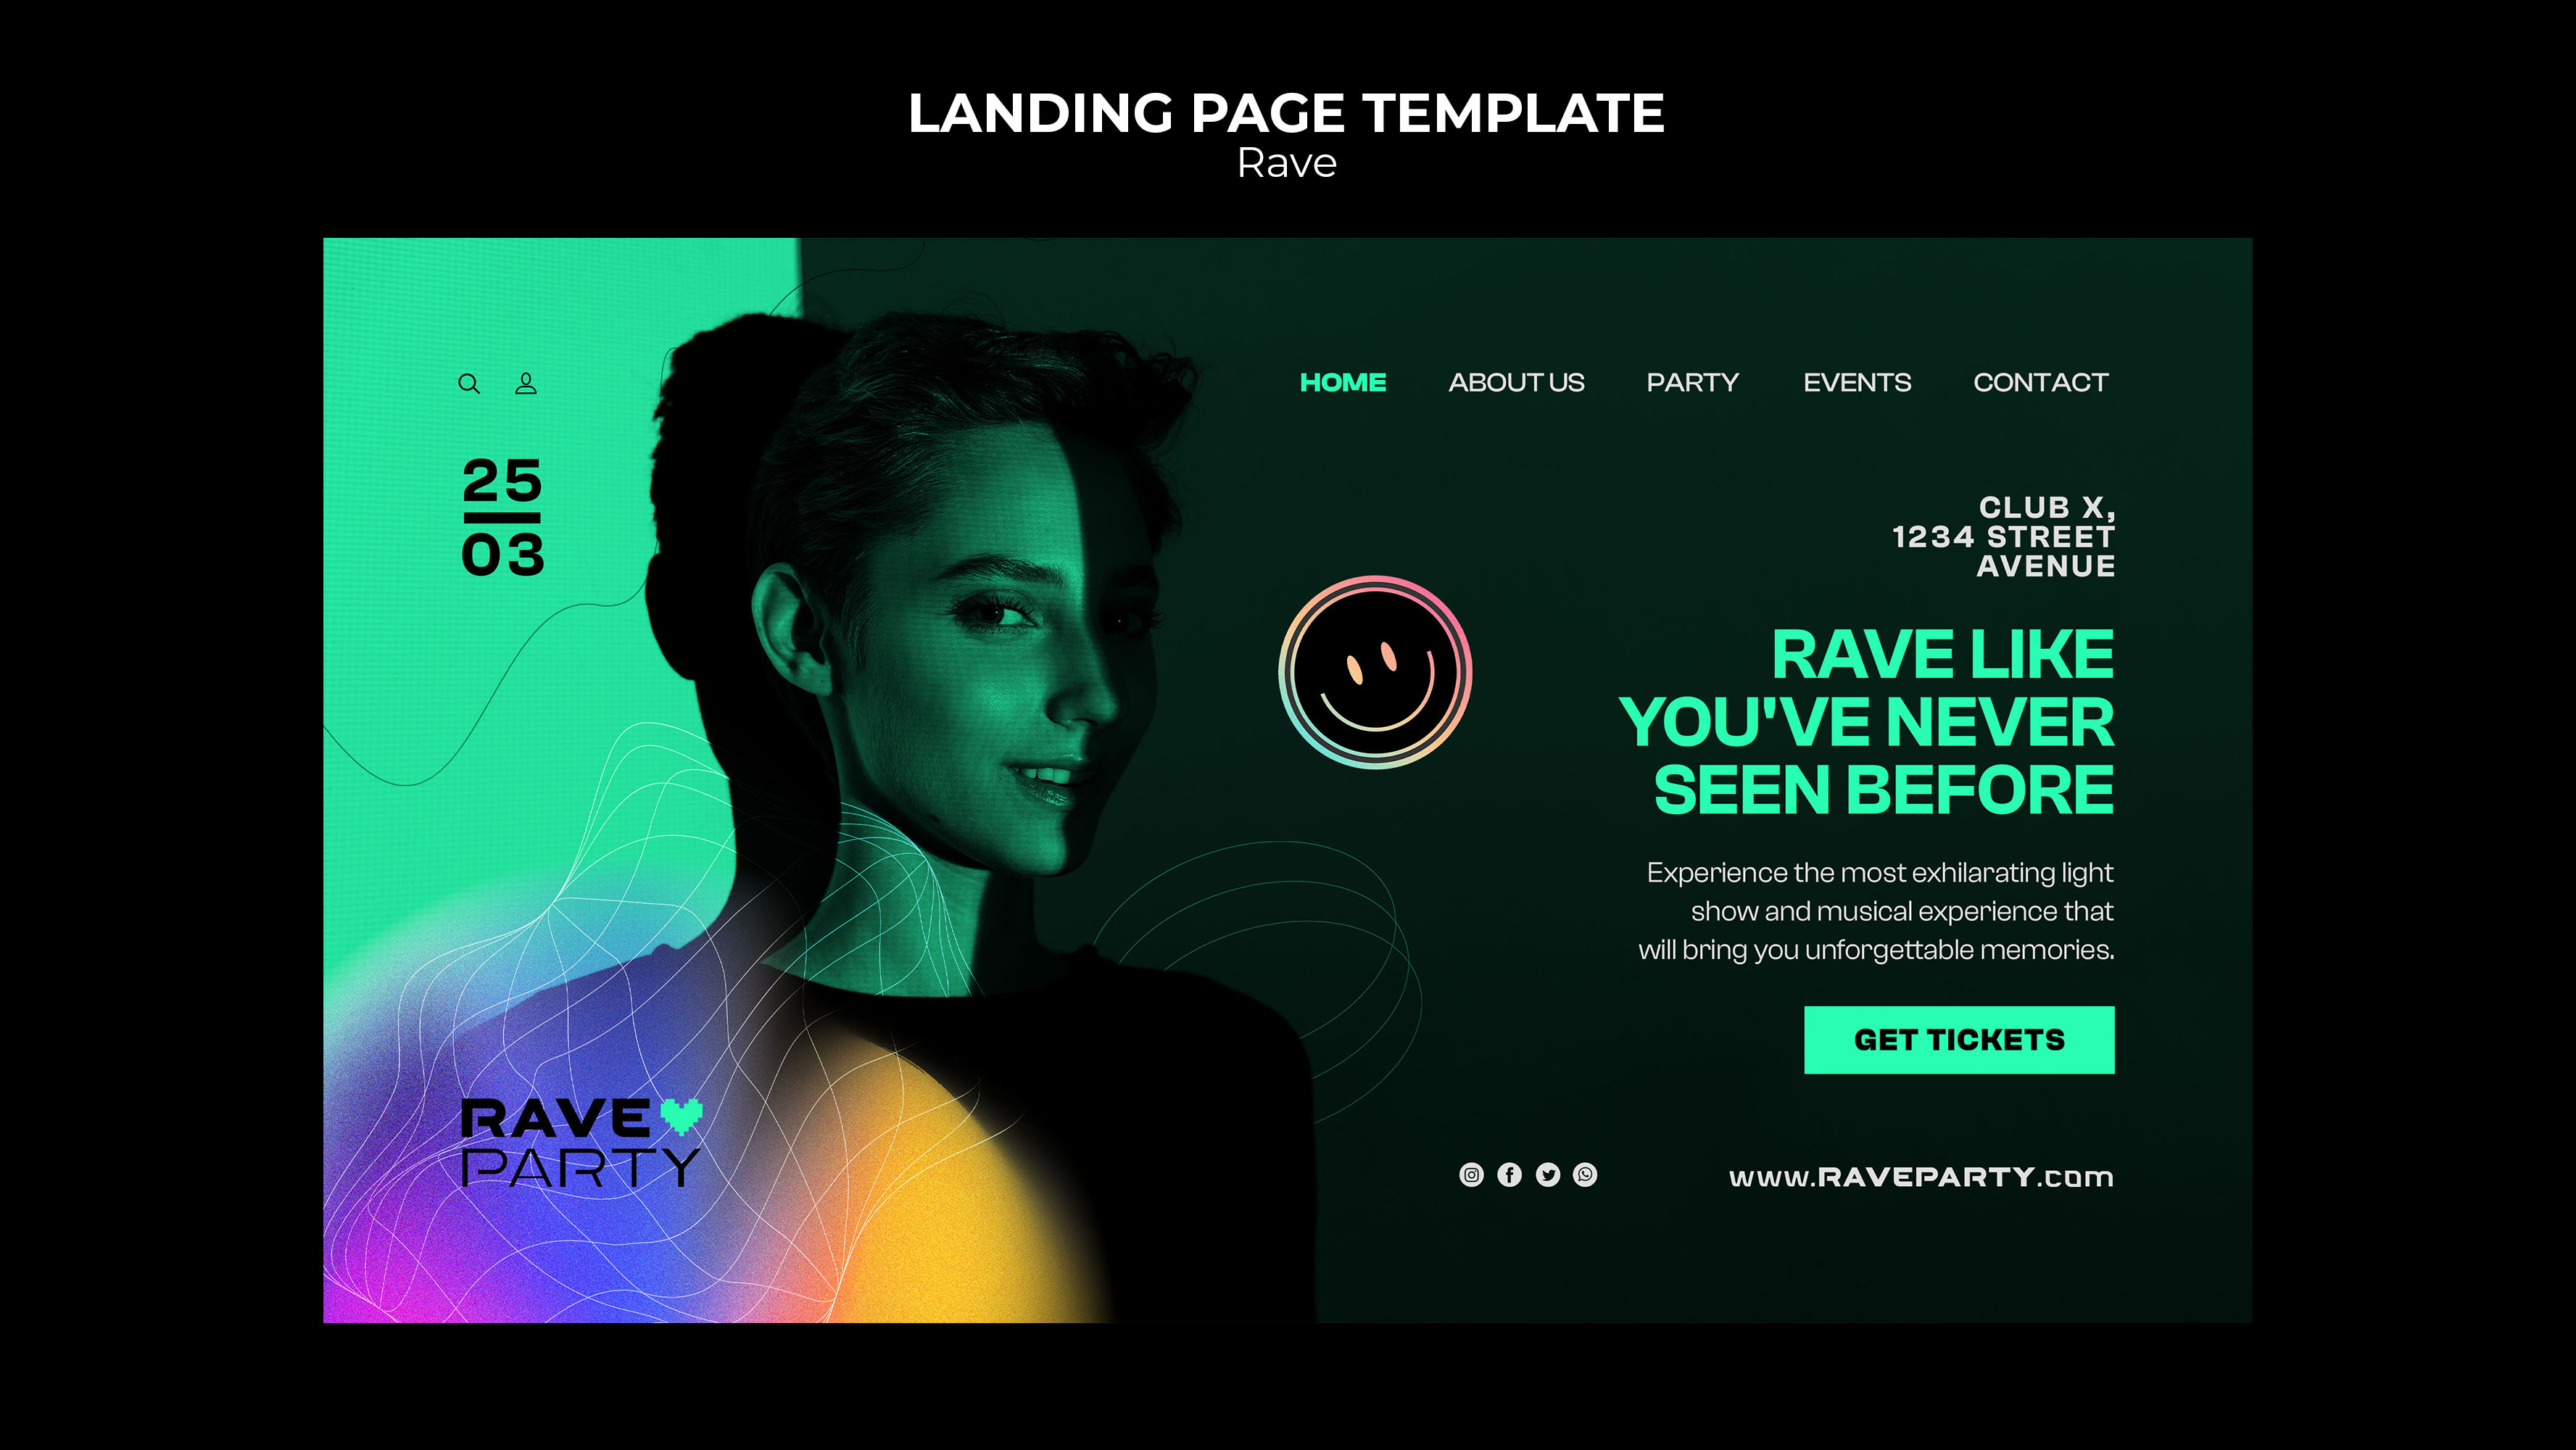 LANDING PAGE TEMPLATE
Rave
HOME ABOUT US PARTY EVENTS CONTACT
25
03
CLUB X,
1234 STREET
AVENUE
RAVE LIKE
YOU'VE NEVER
SEEN BEFORE
Experience the most exhilarating light
show and musical experience that
will bring you unforgettable memories.
GET TICKETS
RAVE
PARTY
www.RAVEPARTY.com